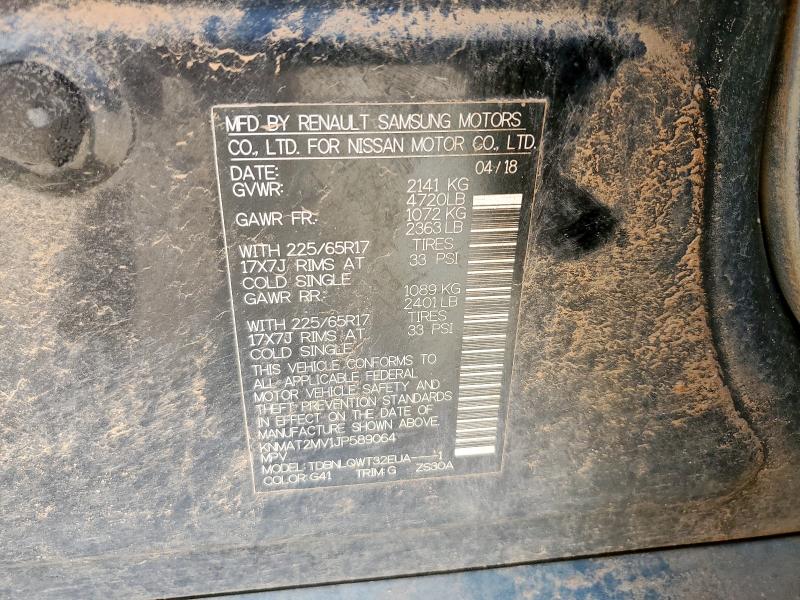 MFD BY RENAULT SAMSUNG MOTORS
CO., LTD. FOR NISSAN MOTOR CO., LTD.
DATE: 04/18
GVWR: 2141 KG
4720LB
GAWR FR: 1072 KG
2363 LB
WITH 225/65R17 TIRES
17X7J RIMS AT 33 PSI
COLD SINGLE
GAWR RR: 1089 KG
2401 LB
WITH 225/65R17 TIRES
17X7J RIMS AT 33 PSI
COLD SINGLE
THIS VEHICLE CONFORMS TO
ALL APPLICABLE FEDERAL
MOTOR VEHICLE SAFETY AND
THEFT PREVENTION STANDARDS
IN EFFECT ON THE DATE OF
MANUFACTURE SHOWN ABOVE.
KNMAT2MV1JP589064
MPV
MODEL: TDBNLQWT32EUA----1
COLOR: G41 TRIM: G ZS30A